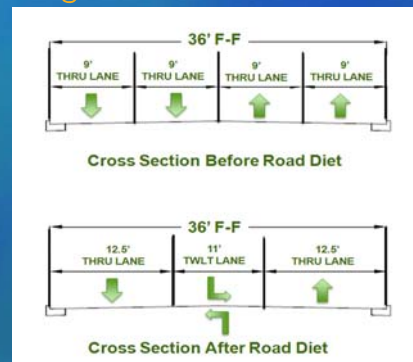 36' F-F
9' 9' 9' 9'
THRU LANE THRU LANE THRU LANE THRU LANE
Cross Section Before Road Diet
36' F-F
12.5' 11' 12.5'
THRU LANE TWLT LANE THRU LANE
Cross Section After Road Diet